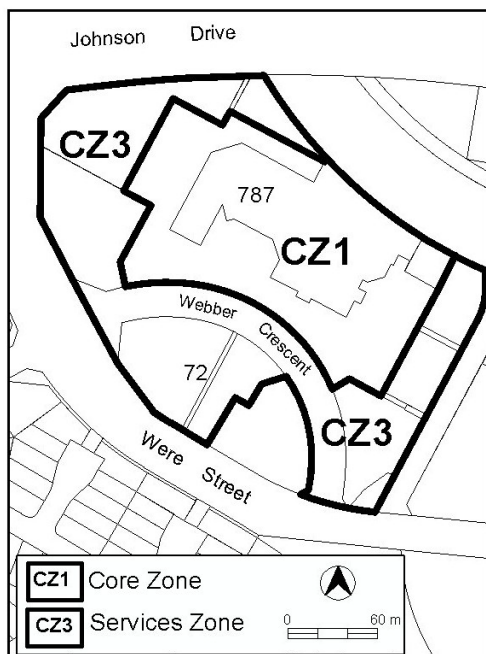 Johnson Drive
CZ3
787
CZ1
Webber
Crescent
72
CZ3
Were Street
CZ1 Core Zone
CZ3 Services Zone
0 60 m